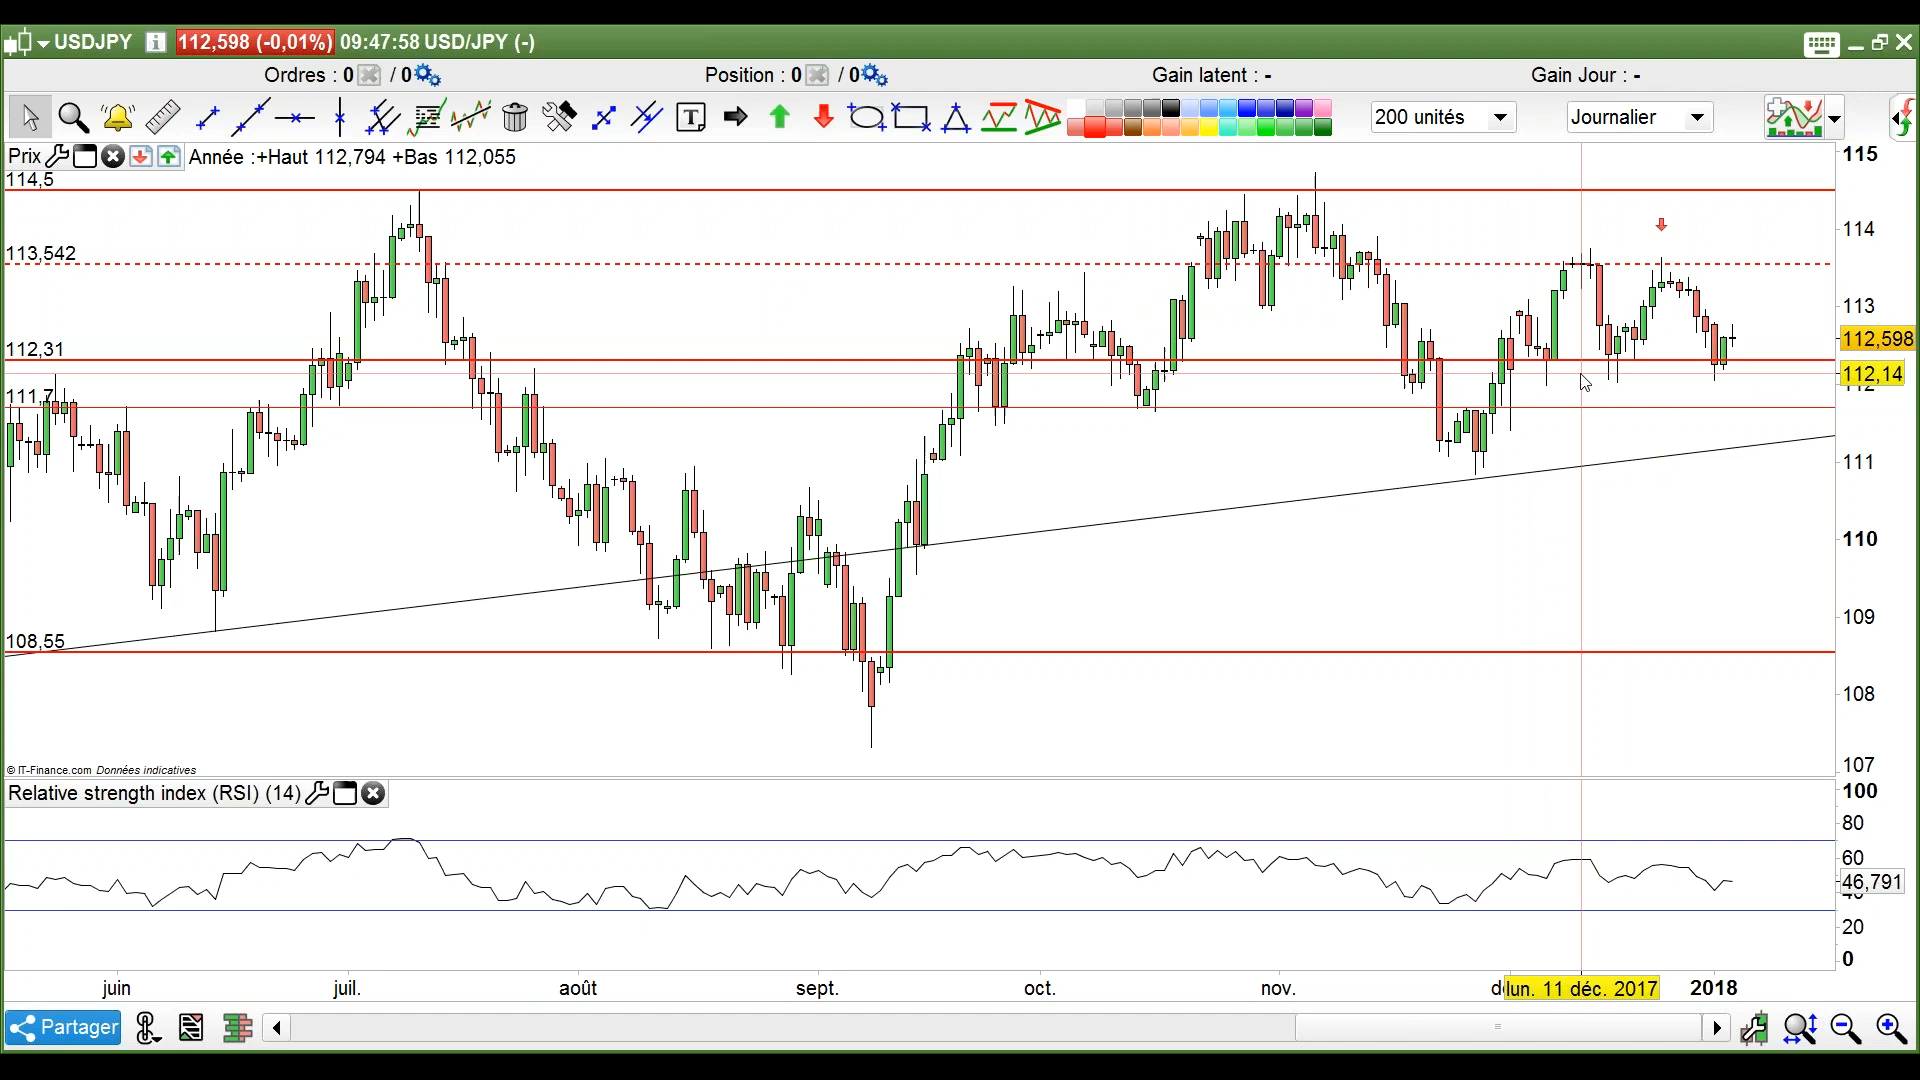 USDJPY i 112,598 (-0,01%) 09:47:58 USD/JPY (-)
Ordres : 0 / 0 Position : 0 / 0 Gain latent : - Gain Jour : -
T 200 unités Journalier
Prix Année :+Haut 112,794 +Bas 112,055
115
114,5
114
113,542
113
112,598
112,31
112,14
111,7
111
110
109
108,55
108
107
© IT-Finance.com Données indicatives
Relative strength index (RSI) (14)
100
80
60
46,791
20
0
juin juil. août sept. oct. nov. lun. 11 déc. 2017 2018
Partager